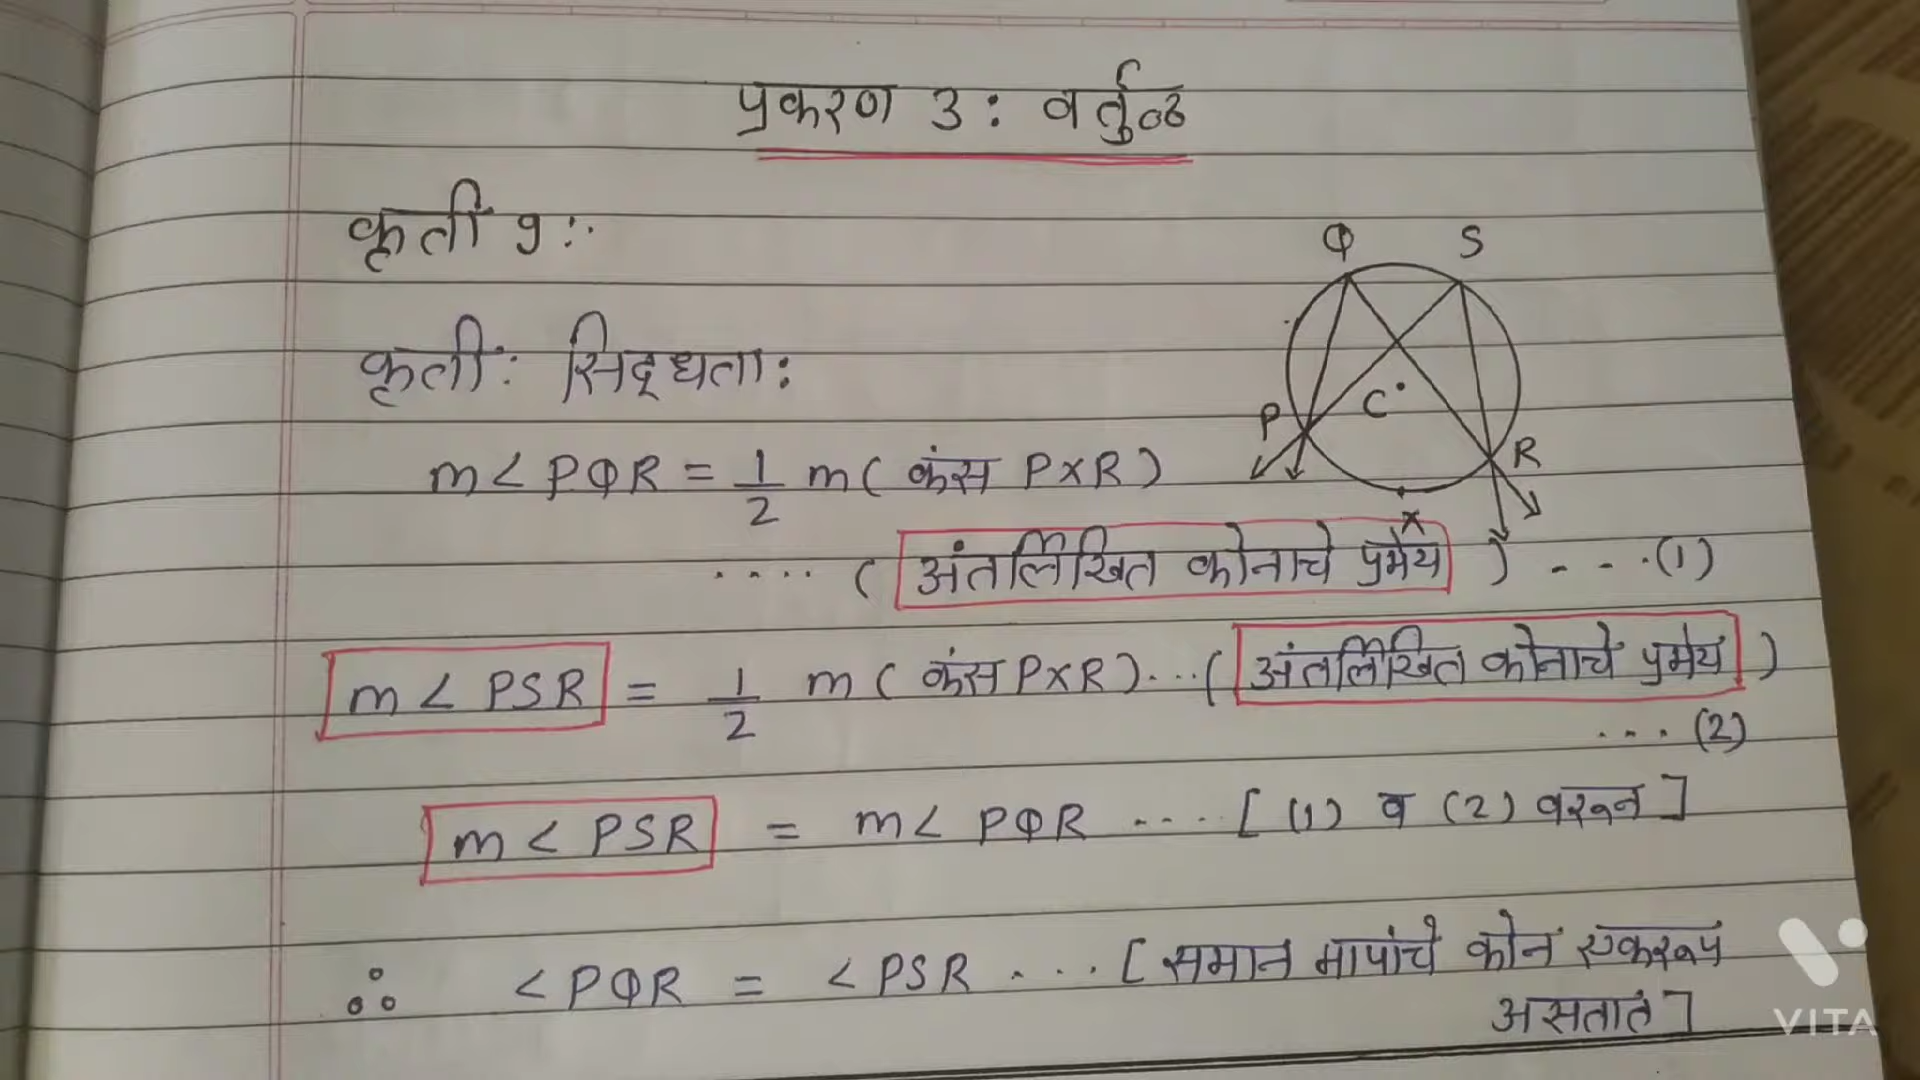 प्रकरण 3: वर्तुळ
कृती 9:.
Q S
कृती: सिद्धता:
C
P
R
m< PQR = 1/2 m( कंस PXR)
X
.... ( अंतर्लिखित कोनाचे प्रमेय ) ....(1)
m< PSR = 1/2 m( कंस PXR)...( अंतर्लिखित कोनाचे प्रमेय )
... (2)
m< PSR = m< PQR .... [ (1) व (2) वरून ]
∴ <PQR = <PSR .... [ समान मापांचे कोन एकरूप
असतात ]
VITA